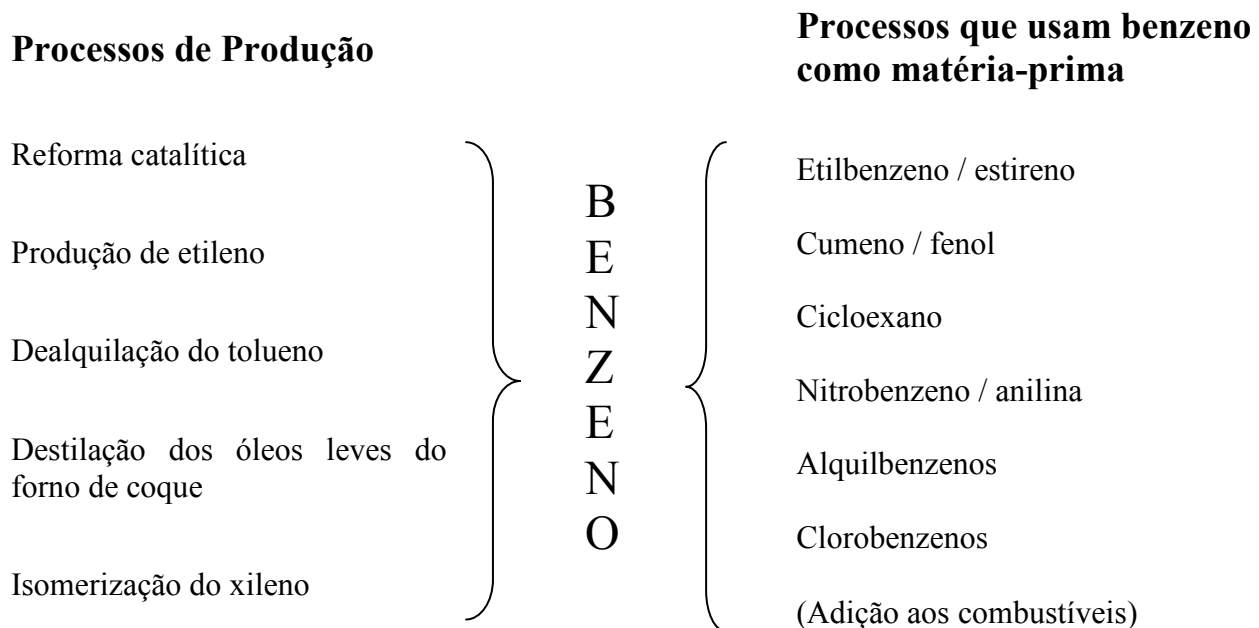 Processos de Produção
Reforma catalítica
Produção de etileno
Dealquilação do tolueno
Destilação dos óleos leves do
forno de coque
Isomerização do xileno
B
E
N
Z
E
N
O
Processos que usam benzeno
como matéria-prima
Etilbenzeno / estireno
Cumeno / fenol
Cicloexano
Nitrobenzeno / anilina
Alquilbenzenos
Clorobenzenos
(Adição aos combustíveis)